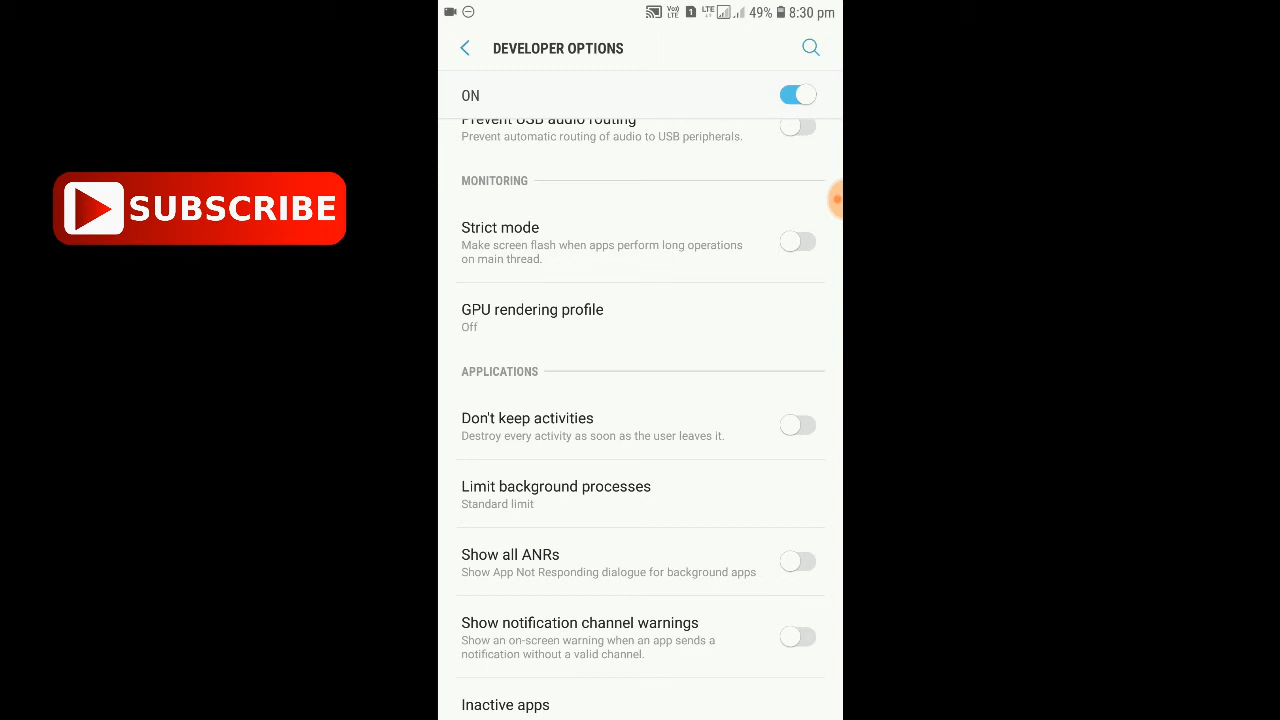 49% 8:30 pm
DEVELOPER OPTIONS
SUBSCRIBE
ON
Prevent USB audio routing
Prevent automatic routing of audio to USB peripherals.
MONITORING
Strict mode
Make screen flash when apps perform long operations
on main thread.
GPU rendering profile
Off
APPLICATIONS
Don't keep activities
Destroy every activity as soon as the user leaves it.
Limit background processes
Standard limit
Show all ANRs
Show App Not Responding dialogue for background apps
Show notification channel warnings
Show an on-screen warning when an app sends a
notification without a valid channel.
Inactive apps